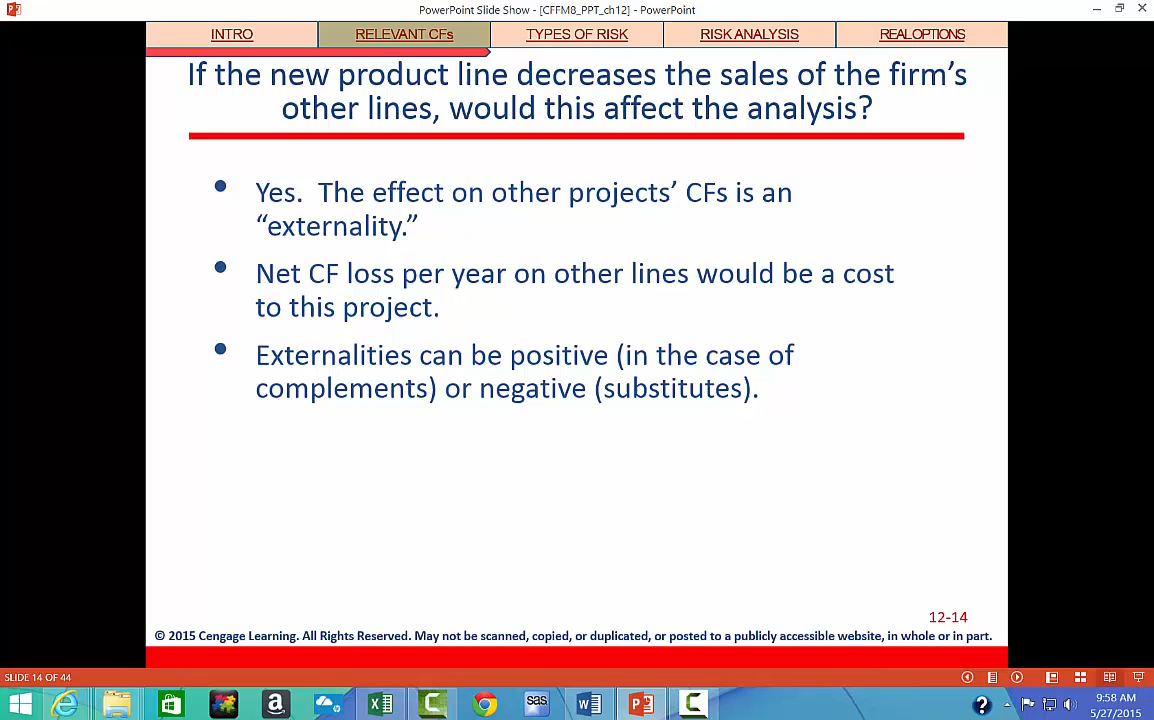 PowerPoint Slide Show - [CFFM8_PPT_ch12] - PowerPoint
INTRO
RELEVANT CFs
TYPES OF RISK
RISK ANALYSIS
REAL OPTIONS
If the new product line decreases the sales of the firm’s
other lines, would this affect the analysis?
• Yes.  The effect on other projects’ CFs is an
“externality.”
• Net CF loss per year on other lines would be a cost
to this project.
• Externalities can be positive (in the case of
complements) or negative (substitutes).
12-14
© 2015 Cengage Learning. All Rights Reserved. May not be scanned, copied, or duplicated, or posted to a publicly accessible website, in whole or in part.
SLIDE 14 OF 44
9:58 AM
5/27/2015